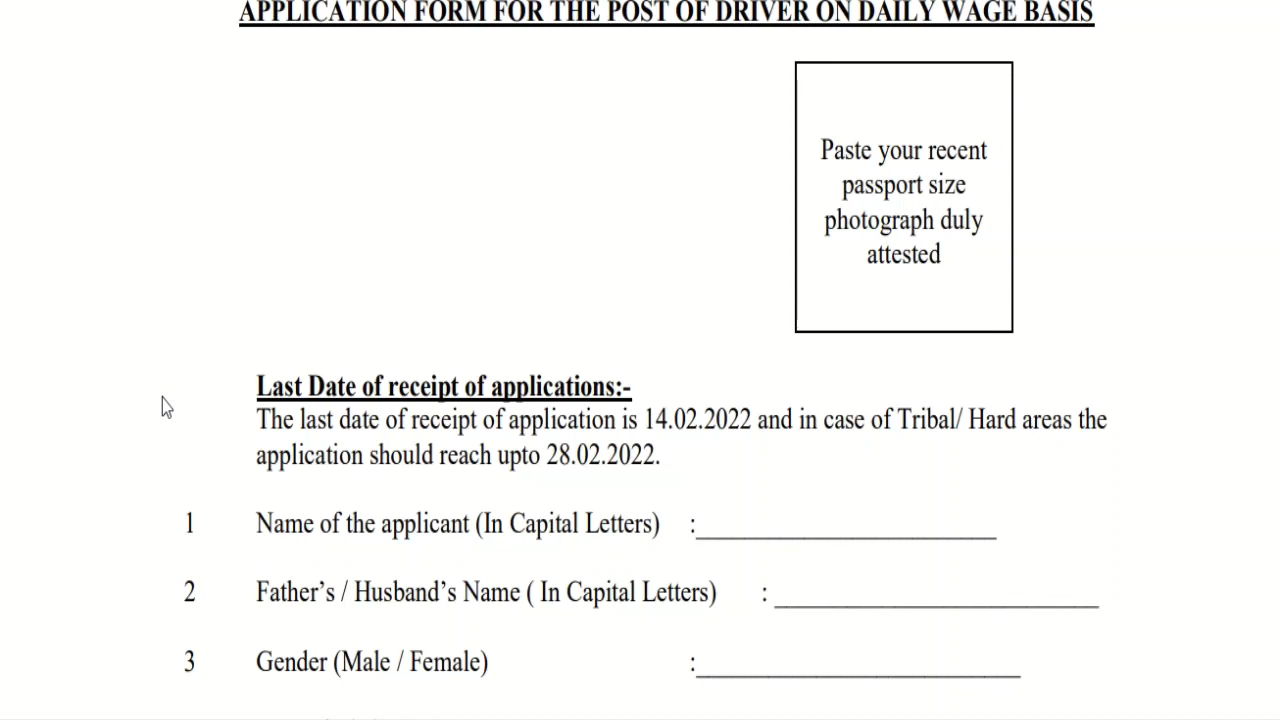 APPLICATION FORM FOR THE POST OF DRIVER ON DAILY WAGE BASIS
Paste your recent
passport size
photograph duly
attested
Last Date of receipt of applications:-
The last date of receipt of application is 14.02.2022 and in case of Tribal/ Hard areas the
application should reach upto 28.02.2022.
1 Name of the applicant (In Capital Letters) :_________________________
2 Father’s / Husband’s Name ( In Capital Letters) : ___________________________
3 Gender (Male / Female) :___________________________